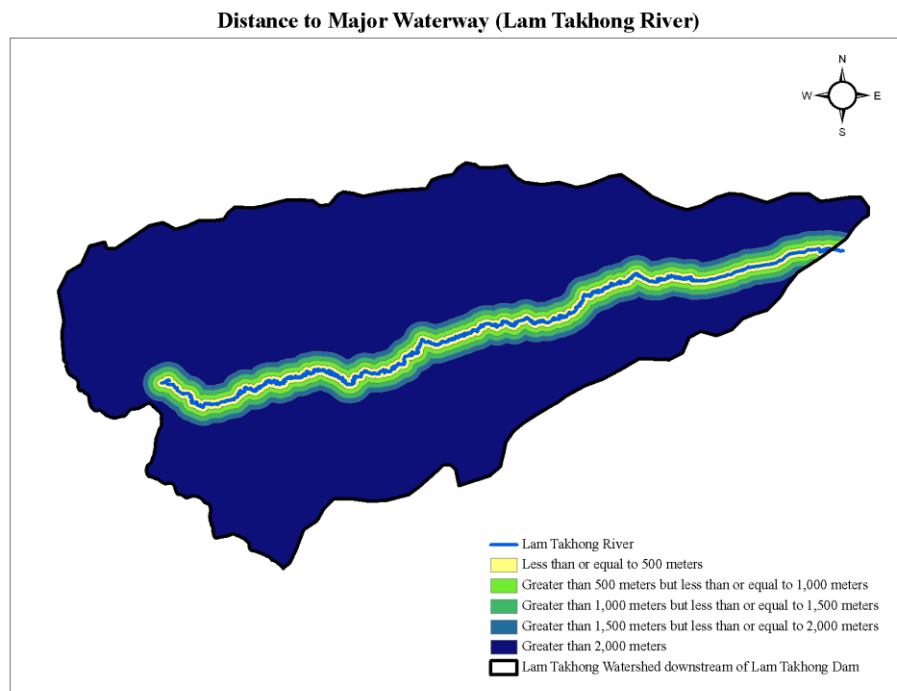 Distance to Major Waterway (Lam Takhong River)
N
W E
S
Lam Takhong River
Less than or equal to 500 meters
Greater than 500 meters but less than or equal to 1,000 meters
Greater than 1,000 meters but less than or equal to 1,500 meters
Greater than 1,500 meters but less than or equal to 2,000 meters
Greater than 2,000 meters
Lam Takhong Watershed downstream of Lam Takhong Dam